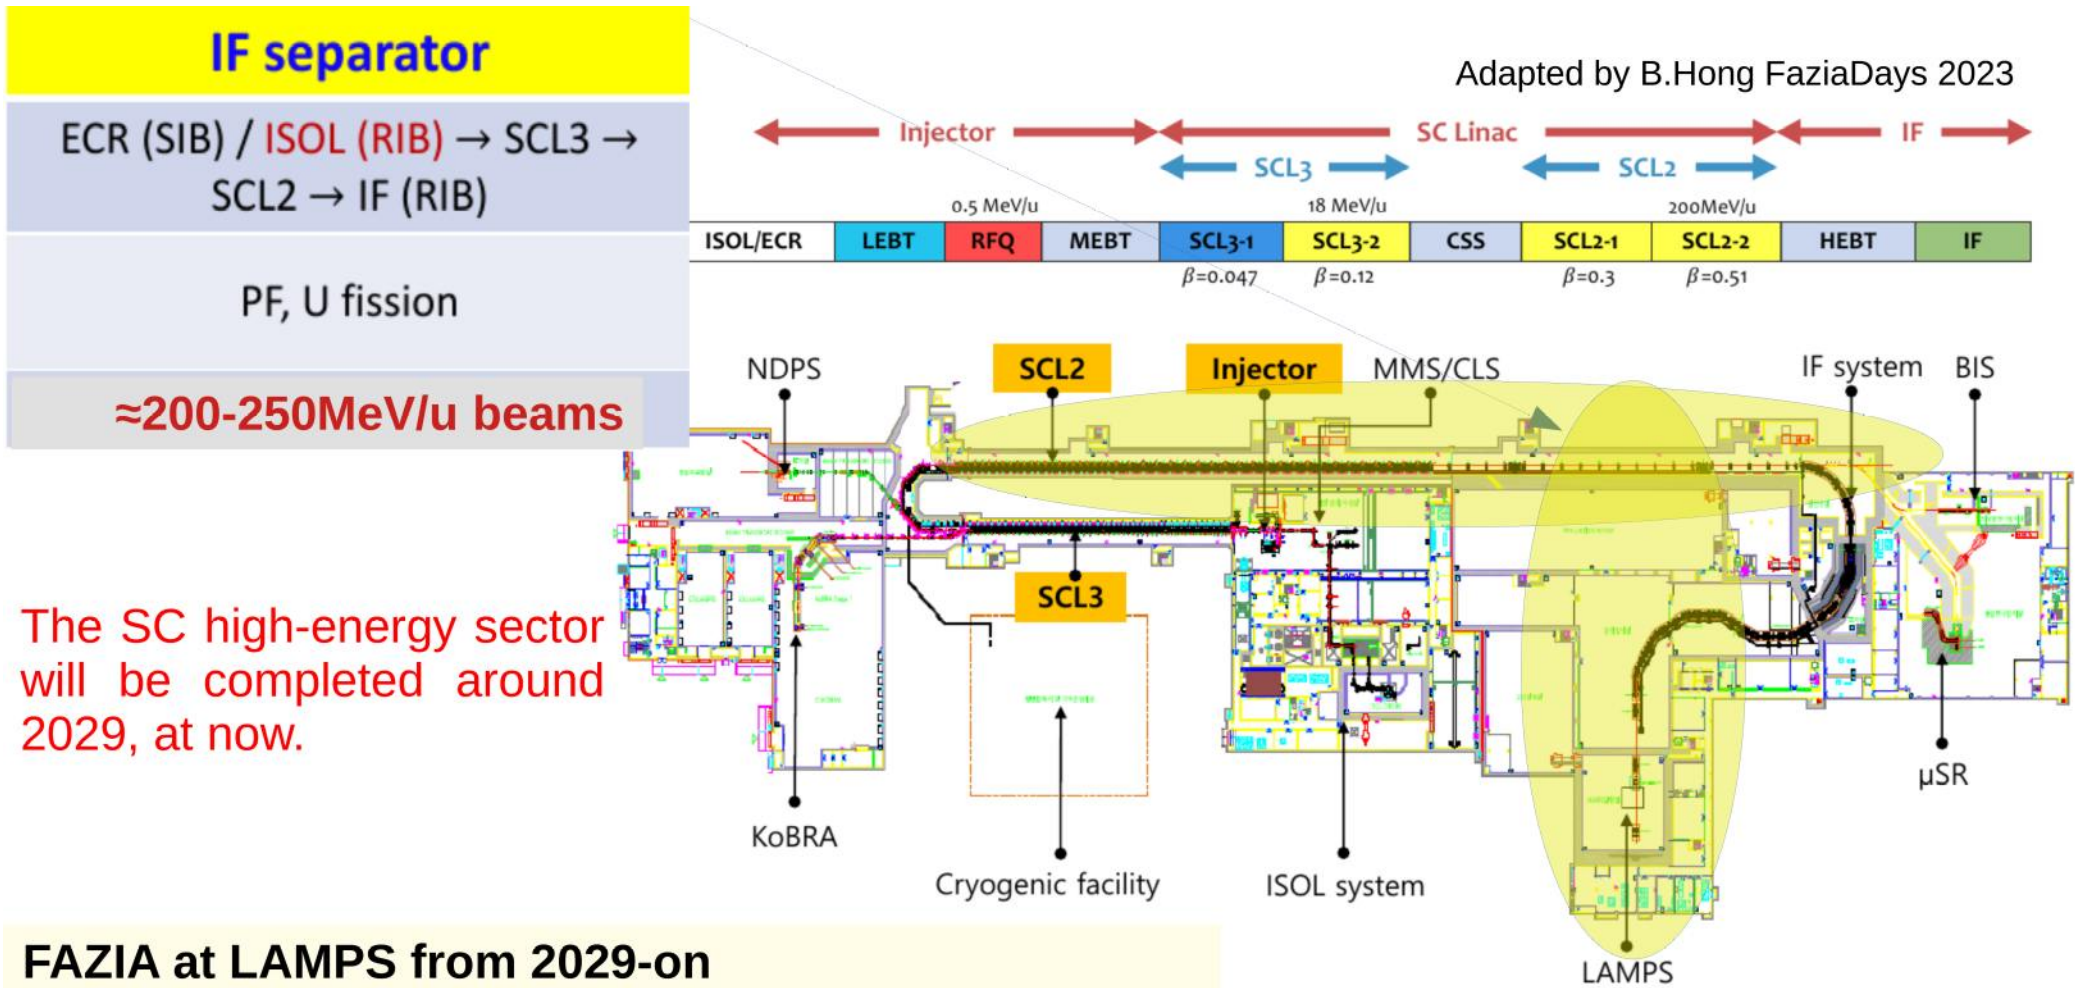 IF separator
ECR (SIB) / ISOL (RIB) → SCL3 →
SCL2 → IF (RIB)
PF, U fission
≈200-250MeV/u beams
Adapted by B.Hong FaziaDays 2023
Injector SC Linac IF
SCL3 SCL2
0.5 MeV/u 18 MeV/u 200MeV/u
ISOL/ECR LEBT RFQ MEBT SCL3-1 SCL3-2 CSS SCL2-1 SCL2-2 HEBT IF
β=0.047 β=0.12 β=0.3 β=0.51
NDPS SCL2 Injector MMS/CLS IF system BIS
SCL3
The SC high-energy sector
will be completed around
2029, at now.
μSR
KoBRA
Cryogenic facility ISOL system
LAMPS
FAZIA at LAMPS from 2029-on